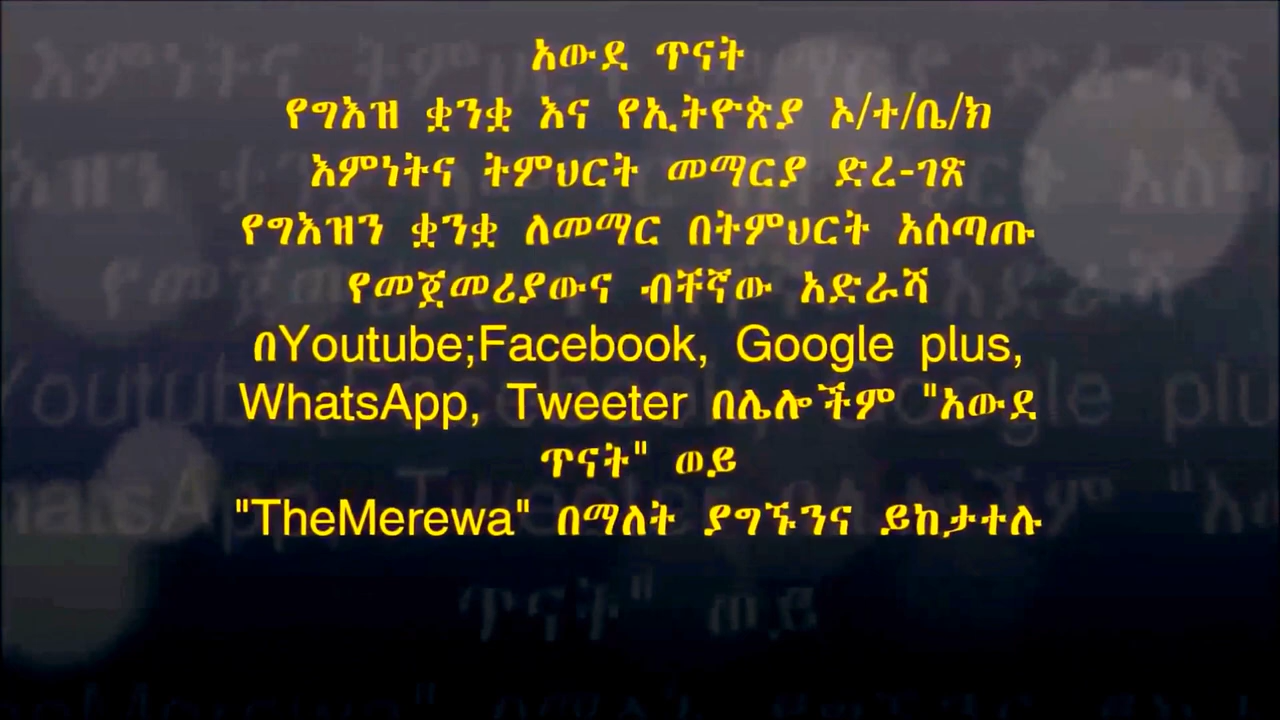 አውደ ጥናት
የግእዝ ቋንቋ እና የኢትዮጵያ ኦ/ተ/ቤ/ክ
እምነትና ትምህርት መማርያ ድረ-ገጽ
የግእዝን ቋንቋ ለመማር በትምህርት አሰጣጡ
የመጀመሪያውና ብቸኛው አድራሻ
በYoutube;Facebook, Google plus,
WhatsApp, Tweeter በሌሎችም "አውደ
ጥናት" ወይ
"TheMerewa" በማለት ያግኙንና ይከታተሉ